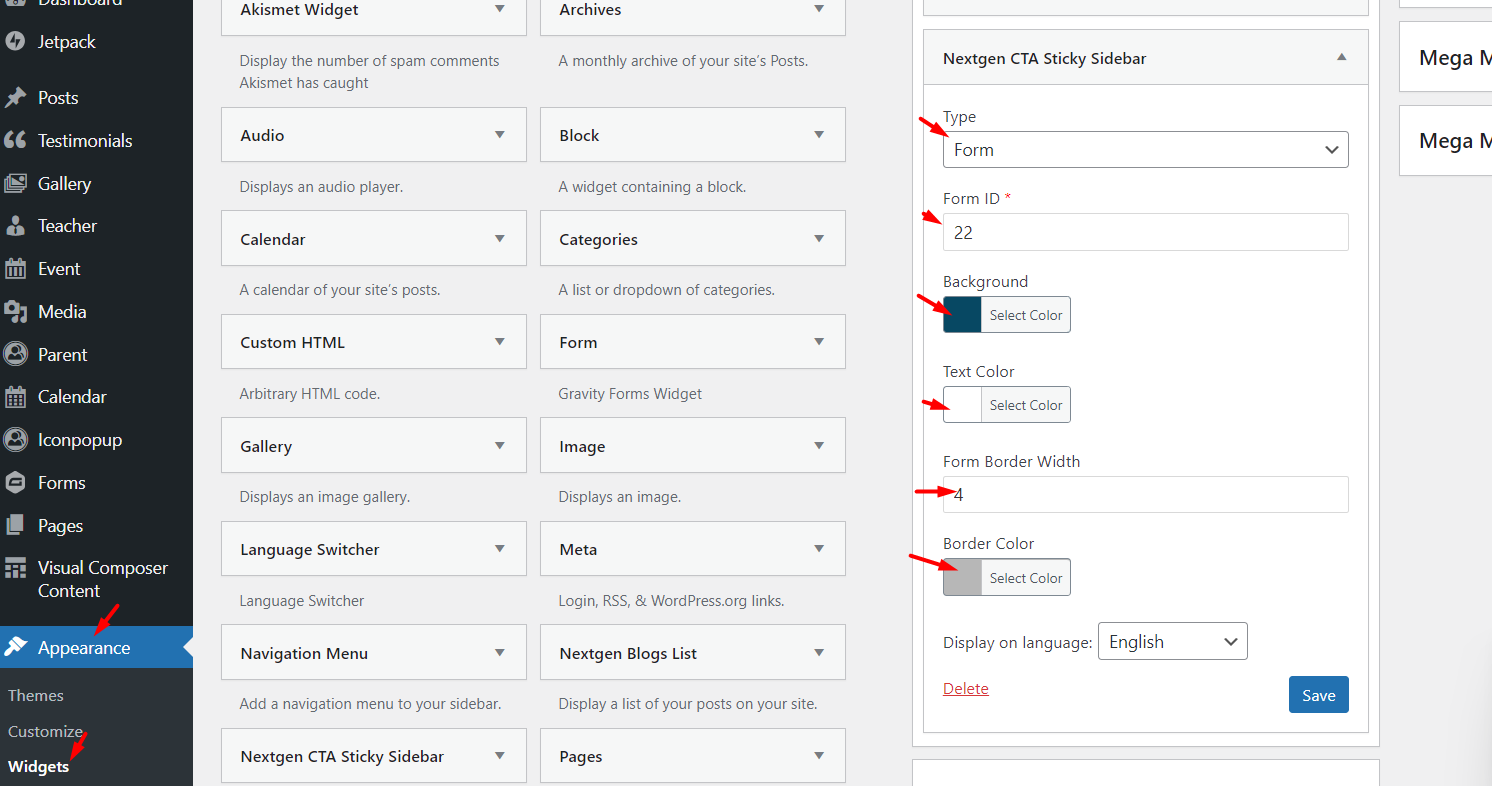 Dashboard
Jetpack
Posts
Testimonials
Gallery
Teacher
Event
Media
Parent
Calendar
Iconpopup
Forms
Pages
Visual Composer
Content
Appearance
Themes
Customize
Widgets
Akismet Widget
Display the number of spam comments
Akismet has caught
Audio
Displays an audio player.
Calendar
A calendar of your site's posts.
Custom HTML
Arbitrary HTML code.
Gallery
Displays an image gallery.
Language Switcher
Language Switcher
Navigation Menu
Add a navigation menu to your sidebar.
Nextgen CTA Sticky Sidebar
Archives
A monthly archive of your site's Posts.
Block
A widget containing a block.
Categories
A list or dropdown of categories.
Form
Gravity Forms Widget
Image
Displays an image.
Meta
Login, RSS, & WordPress.org links.
Nextgen Blogs List
Display a list of your posts on your site.
Pages
Nextgen CTA Sticky Sidebar
Type
Form
Form ID *
22
Background
Select Color
Text Color
Select Color
Form Border Width
4
Border Color
Select Color
Display on language: English
Delete
Save
Mega M
Mega M